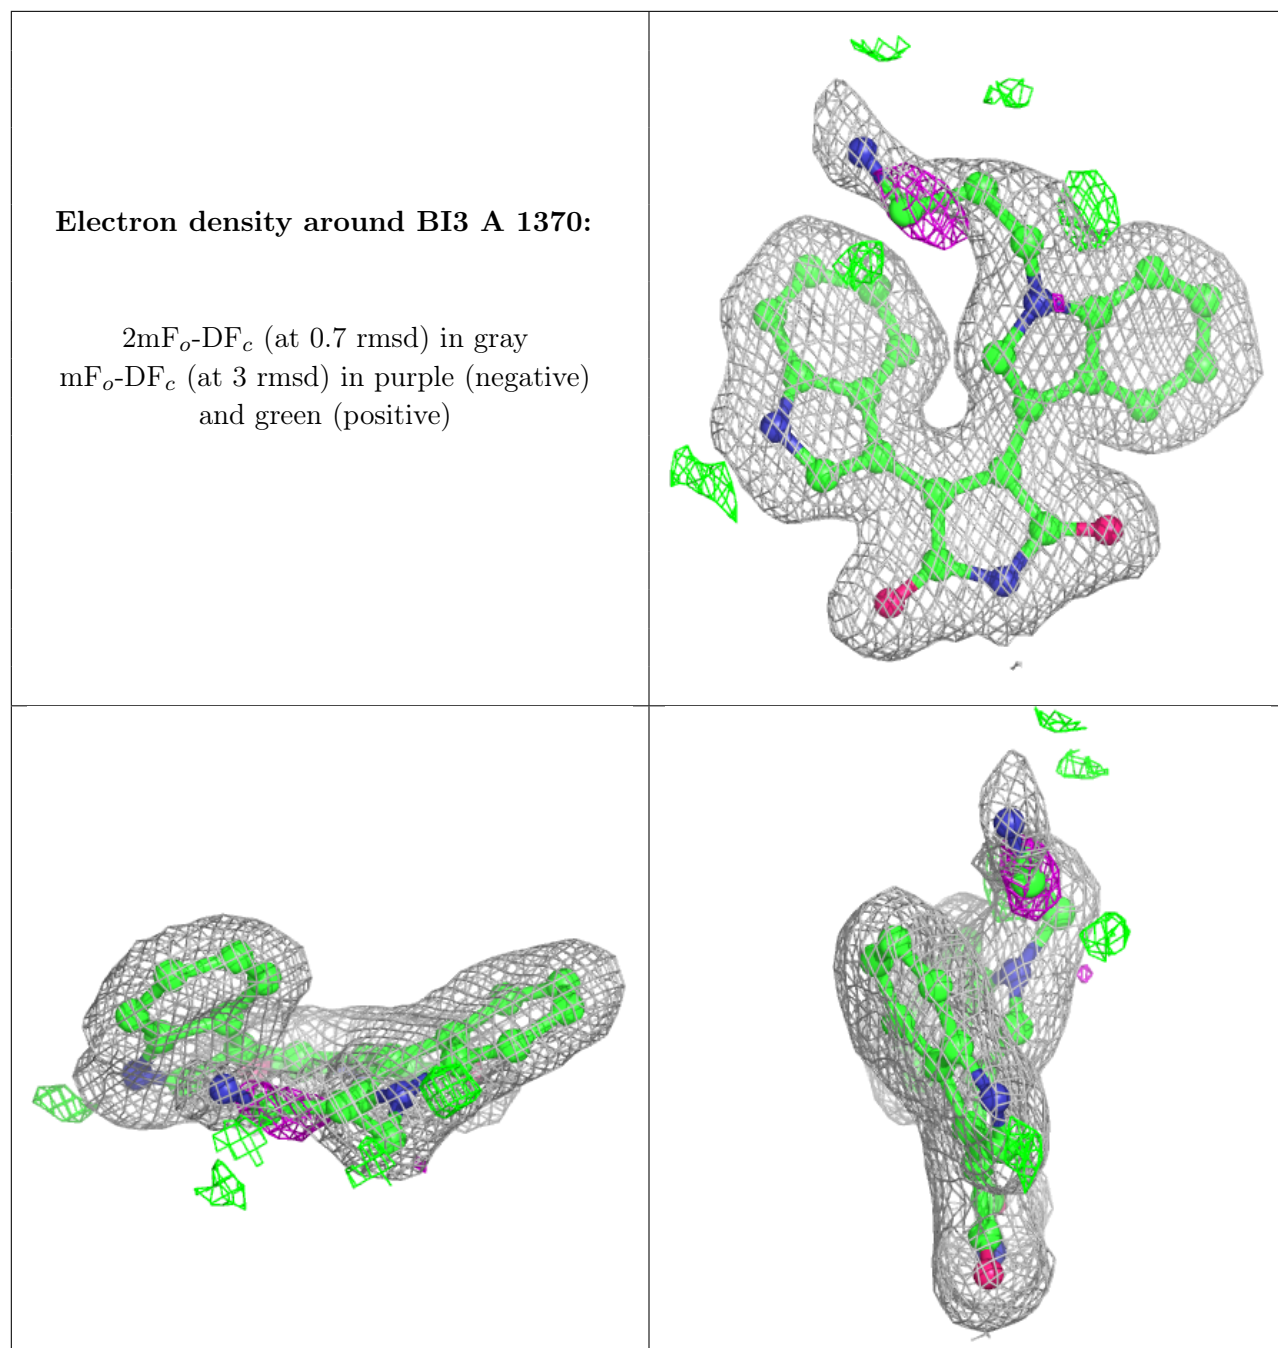 Electron density around BI3 A 1370:
2mFo-DFc (at 0.7 rmsd) in gray
mFo-DFc (at 3 rmsd) in purple (negative)
and green (positive)